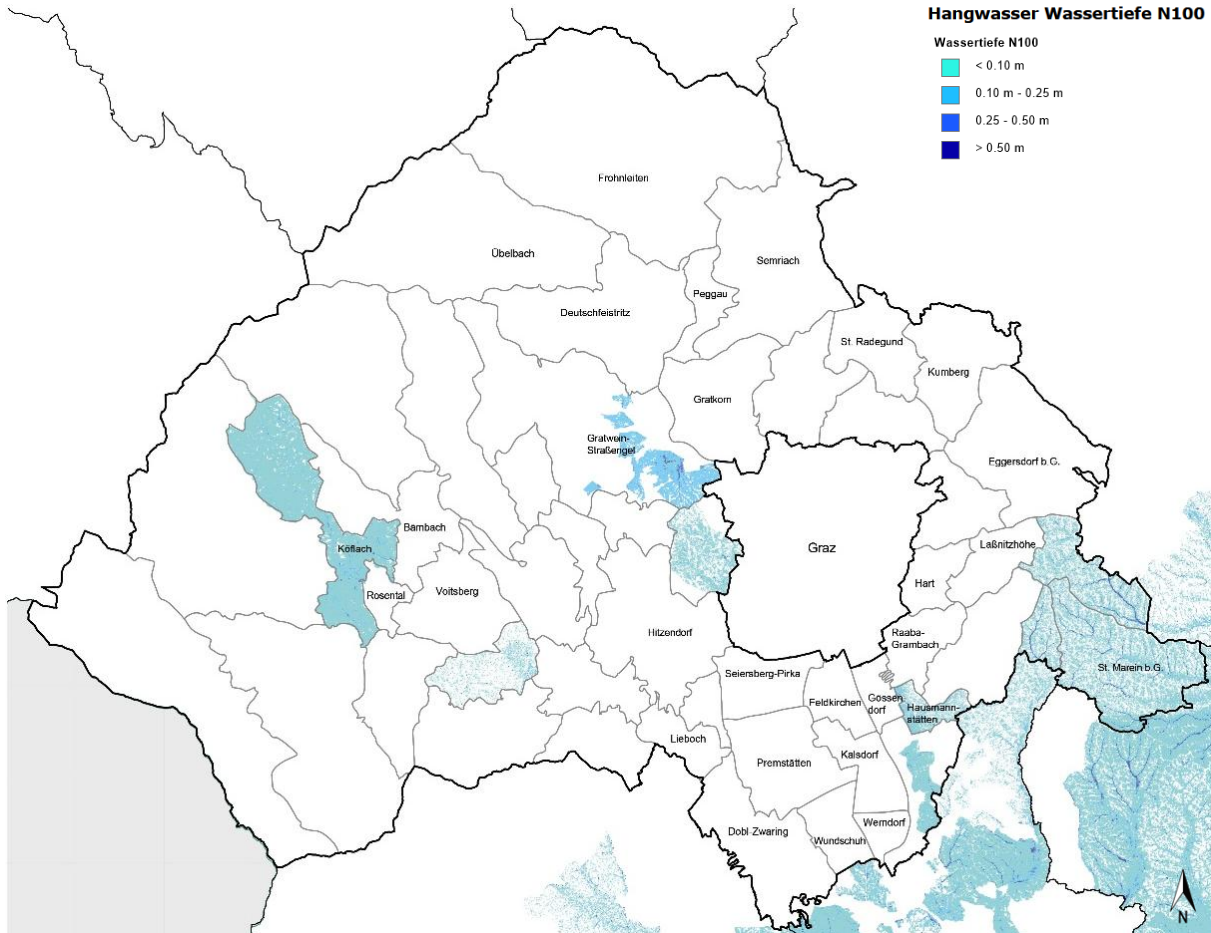 Hangwasser Wassertiefe N100
Wassertiefe N100
< 0.10 m
0.10 m - 0.25 m
0.25 - 0.50 m
> 0.50 m
Frohnleiten
Übelbach
Semriach
Peggau
Deutschfeistritz
St. Radegund
Kumberg
Gratkorn
Gratwein-
Straßengel
Eggersdorf b.G.
Bärnbach
Köflach
Graz
Laßnitzhöhe
Hart
Rosental
Voitsberg
Hitzendorf
Raaba-
Grambach
St. Marein b.G.
Seiersberg-Pirka
Feldkirchen
Gössen
dorf
Hausmann-
stätten
Lieboch
Kalsdorf
Premstätten
Werndorf
Dobl-Zwaring
Wundschuh
N